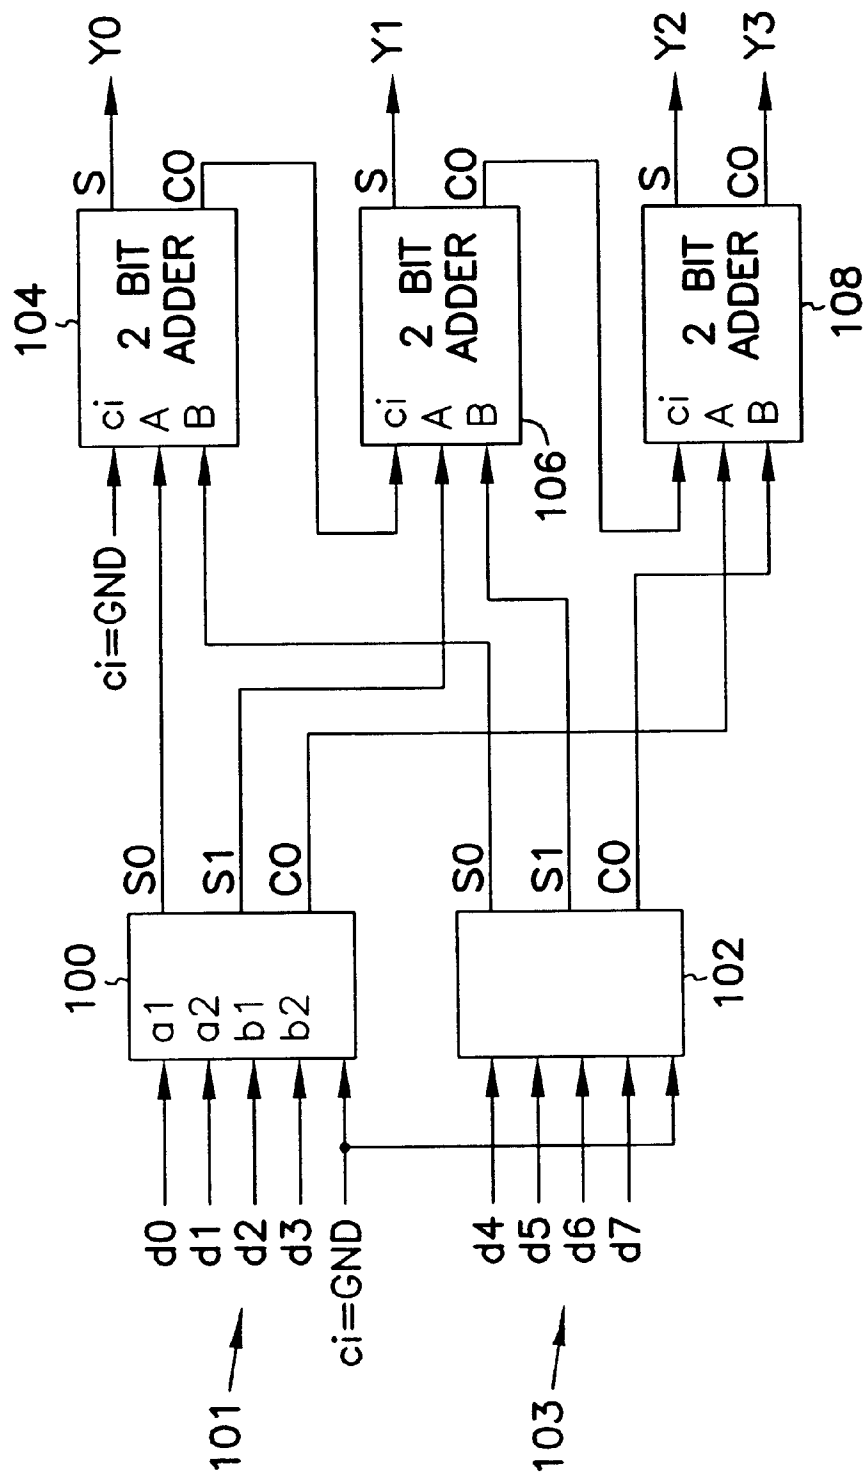 101
d0
d1
d2
d3
ci=GND
100
a1
a2
b1
b2
S0
S1
CO
ci=GND
104
ci
A
B
2 BIT
ADDER
S
CO
Y0
106
ci
A
B
2 BIT
ADDER
S
CO
Y1
103
d4
d5
d6
d7
102
S0
S1
CO
108
ci
A
B
2 BIT
ADDER
S
CO
Y2
Y3